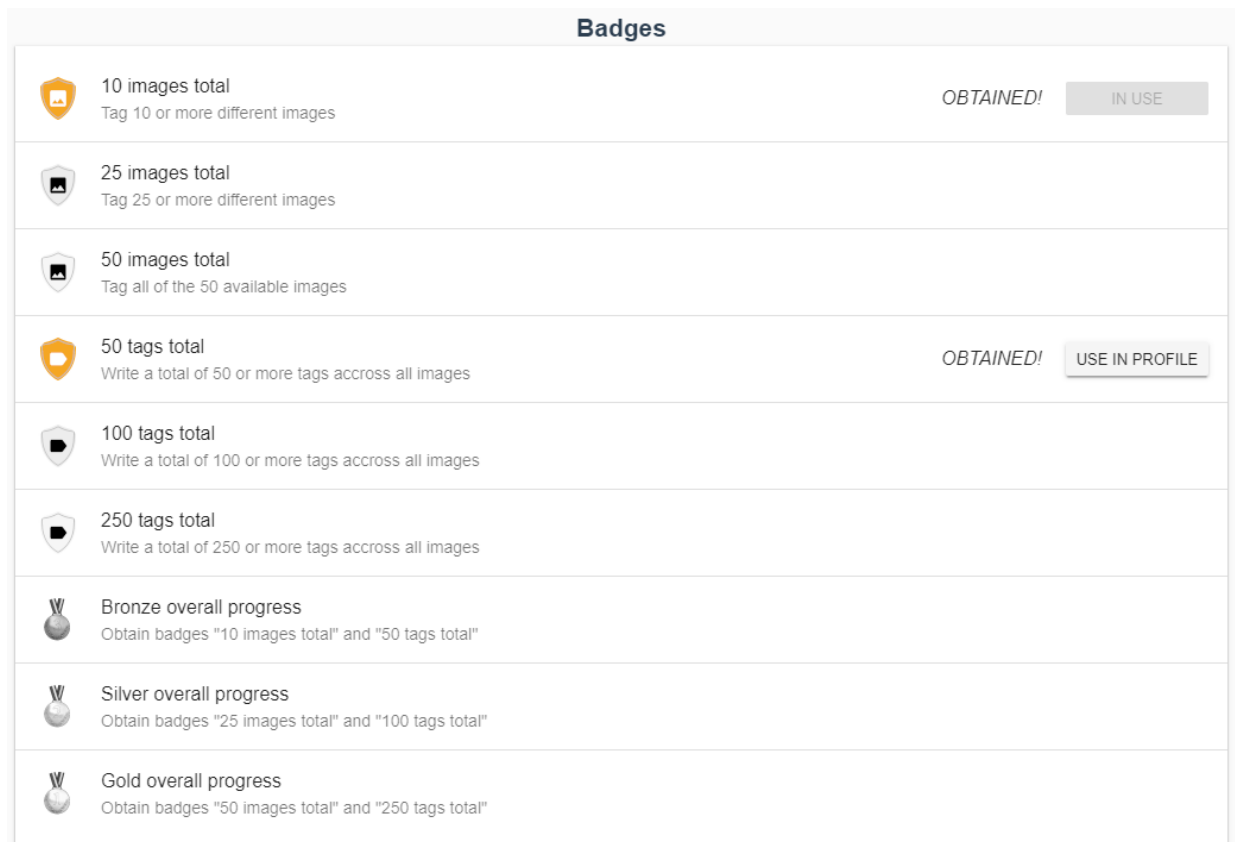 Badges
10 images total
Tag 10 or more different images
OBTAINED!
IN USE
25 images total
Tag 25 or more different images
50 images total
Tag all of the 50 available images
50 tags total
Write a total of 50 or more tags accross all images
OBTAINED!
USE IN PROFILE
100 tags total
Write a total of 100 or more tags accross all images
250 tags total
Write a total of 250 or more tags accross all images
Bronze overall progress
Obtain badges "10 images total" and "50 tags total"
Silver overall progress
Obtain badges "25 images total" and "100 tags total"
Gold overall progress
Obtain badges "50 images total" and "250 tags total"